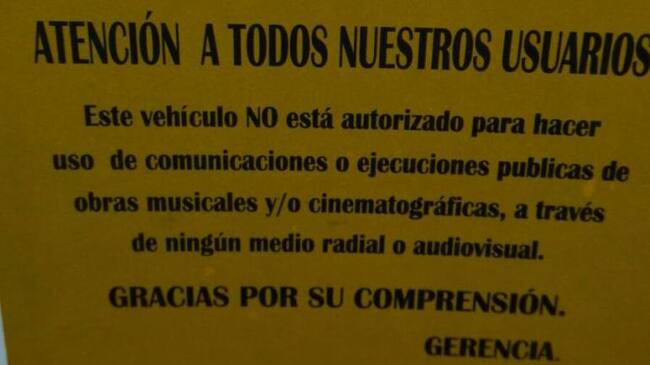 ATENCIÓN A TODOS NUESTROS USUARIOS
Este vehículo NO está autorizado para hacer
uso de comunicaciones o ejecuciones publicas de
obras musicales y/o cinematográficas, a través
de ningún medio radial o audiovisual.
GRACIAS POR SU COMPRENSIÓN.
GERENCIA.